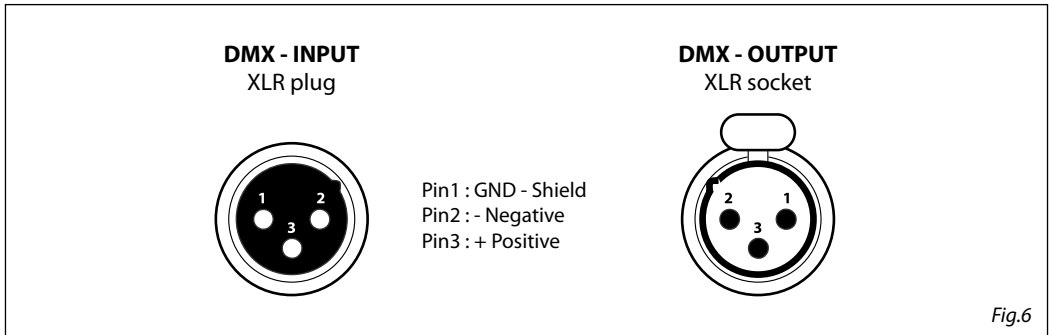 DMX - INPUT
XLR plug
1
2
3
Pin1 : GND - Shield
Pin2 : - Negative
Pin3 : + Positive
DMX - OUTPUT
XLR socket
2
1
3
Fig.6